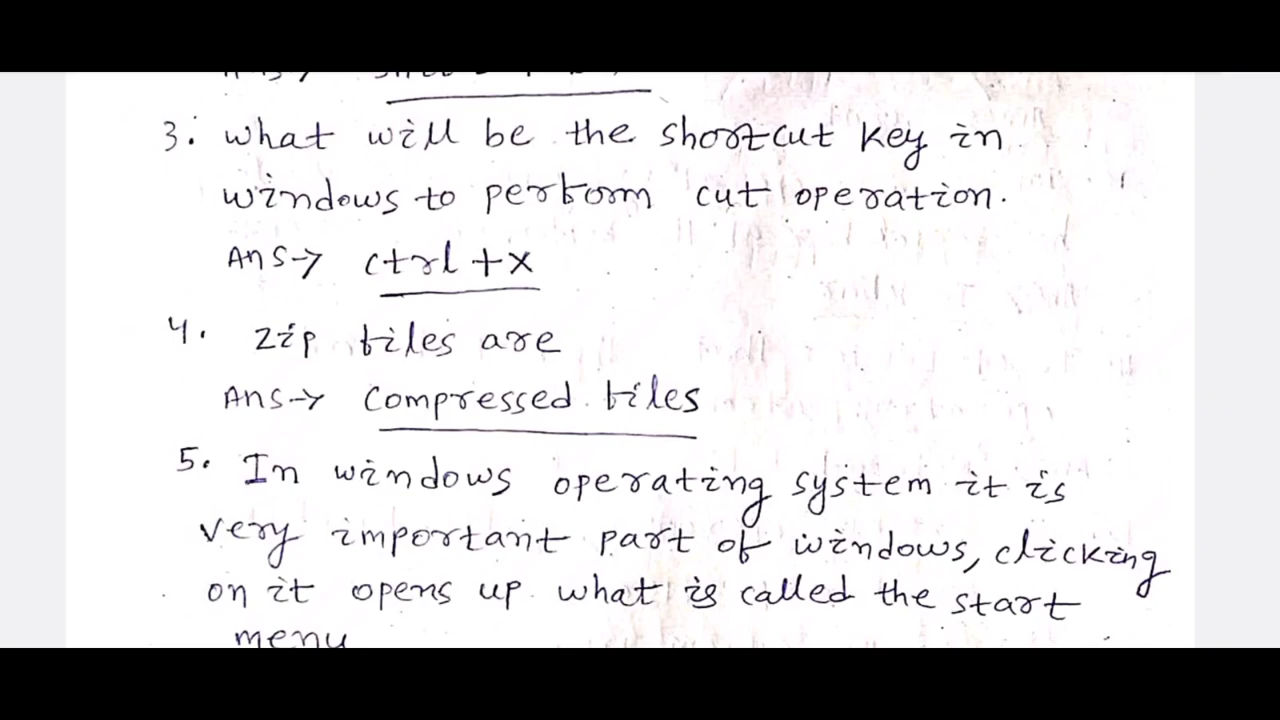 3. what will be the shortcut key in
windows to perform cut operation.
Ans→ ctrl+x
4. zip files are
Ans→ compressed files
5. In windows operating system it is
very important part of windows, clicking
on it opens up what is called the start
menu